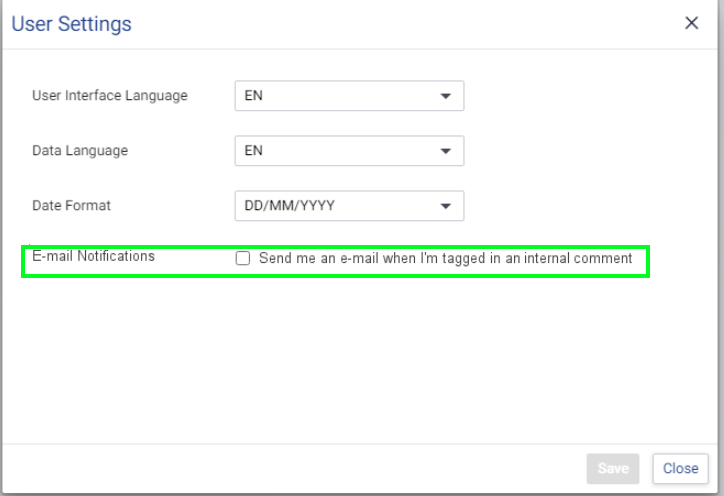 User Settings
User Interface Language EN
Data Language EN
Date Format DD/MM/YYYY
E-mail Notifications Send me an e-mail when I'm tagged in an internal comment
Save Close